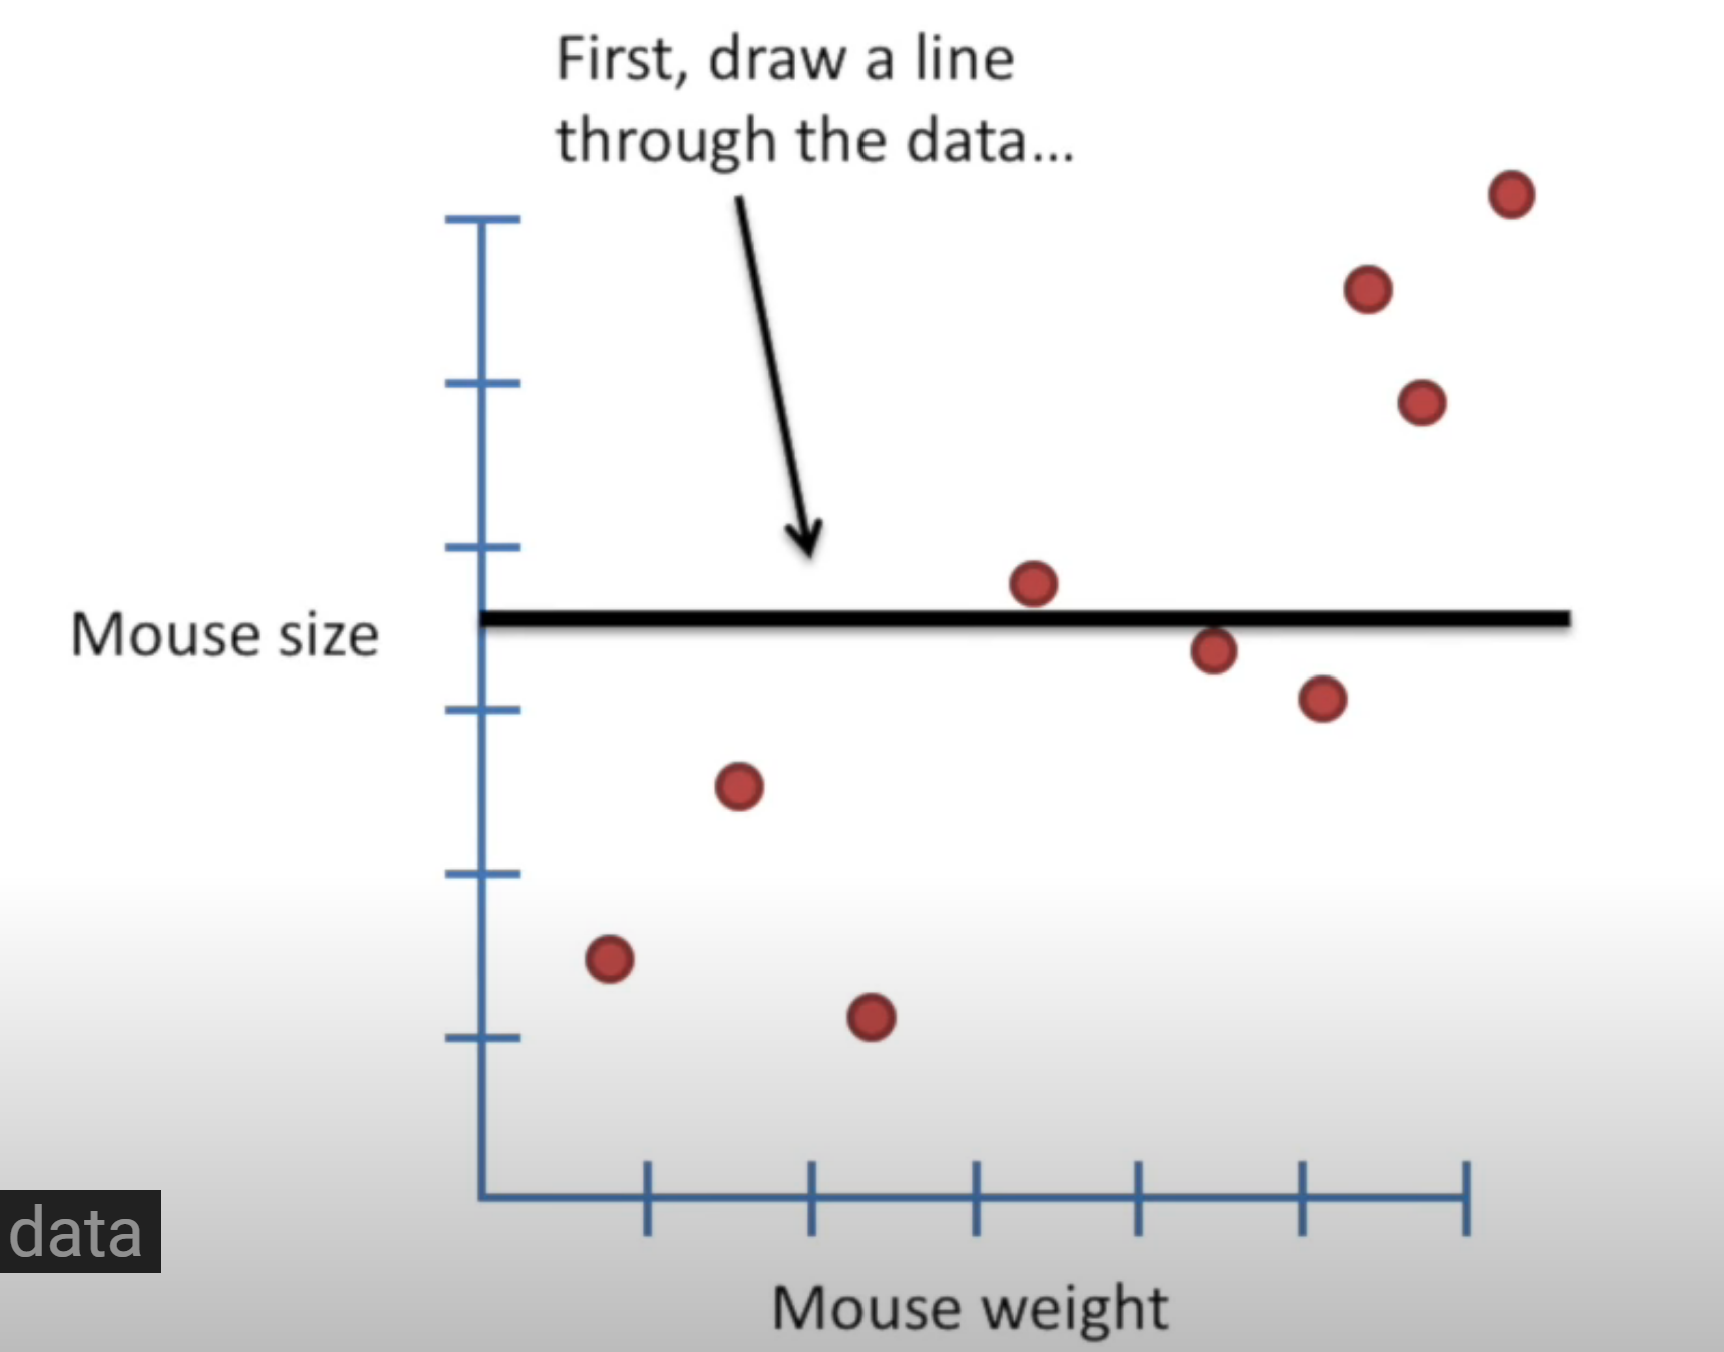 First, draw a line
through the data...
Mouse size
data
Mouse weight